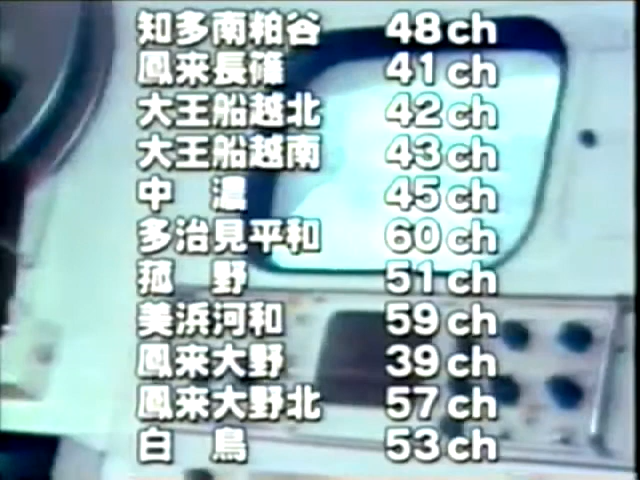 知多南粕谷 48ch
鳳来長篠 41ch
大王船越北 42ch
大王船越南 43ch
中濃 45ch
多治見平和 60ch
菰野 51ch
美浜河和 59ch
鳳来大野 39ch
鳳来大野北 57ch
白鳥 53ch